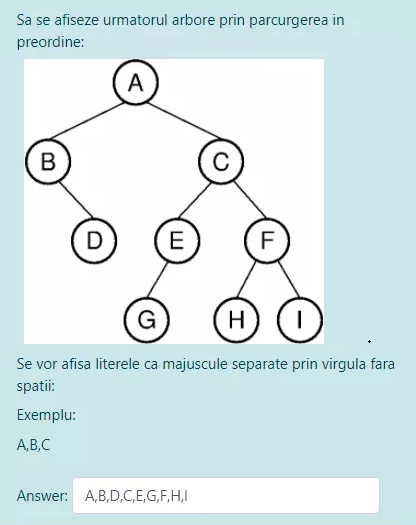 Sa se afiseze urmatorul arbore prin parcurgerea in
preordine:
A
B
C
D
E
F
G
H
I
.
Se vor afisa literele ca majuscule separate prin virgula fara
spatii:
Exemplu:
A,B,C
Answer: A,B,D,C,E,G,F,H,I